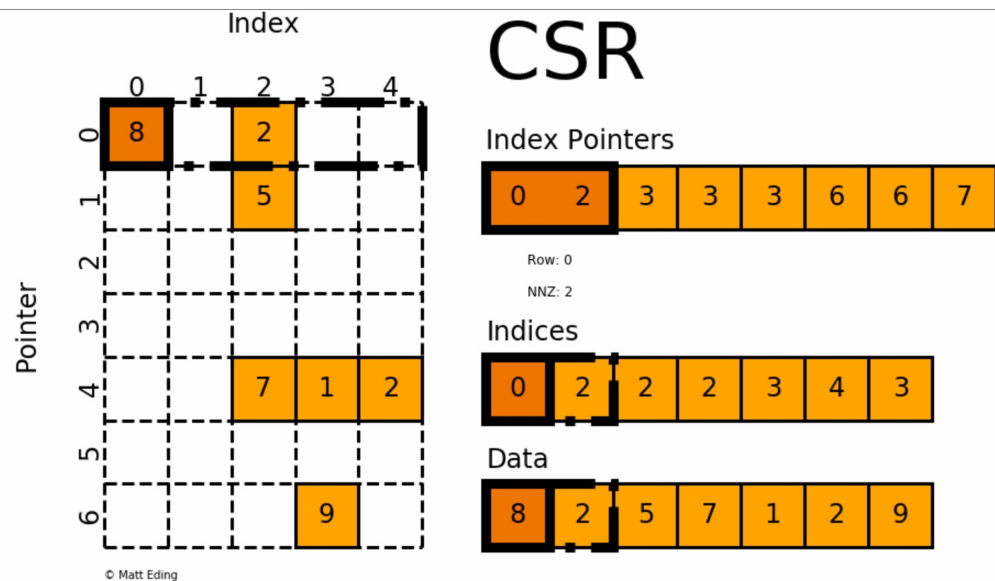 Index
CSR
0 1 2 3 4
0 8 2
Index Pointers
1 5
0 2 3 3 3 6 6 7
2
Row: 0
NNZ: 2
Pointer
3
Indices
4 7 1 2
0 2 2 2 3 4 3
5
Data
6 9
8 2 5 7 1 2 9
© Matt Eding